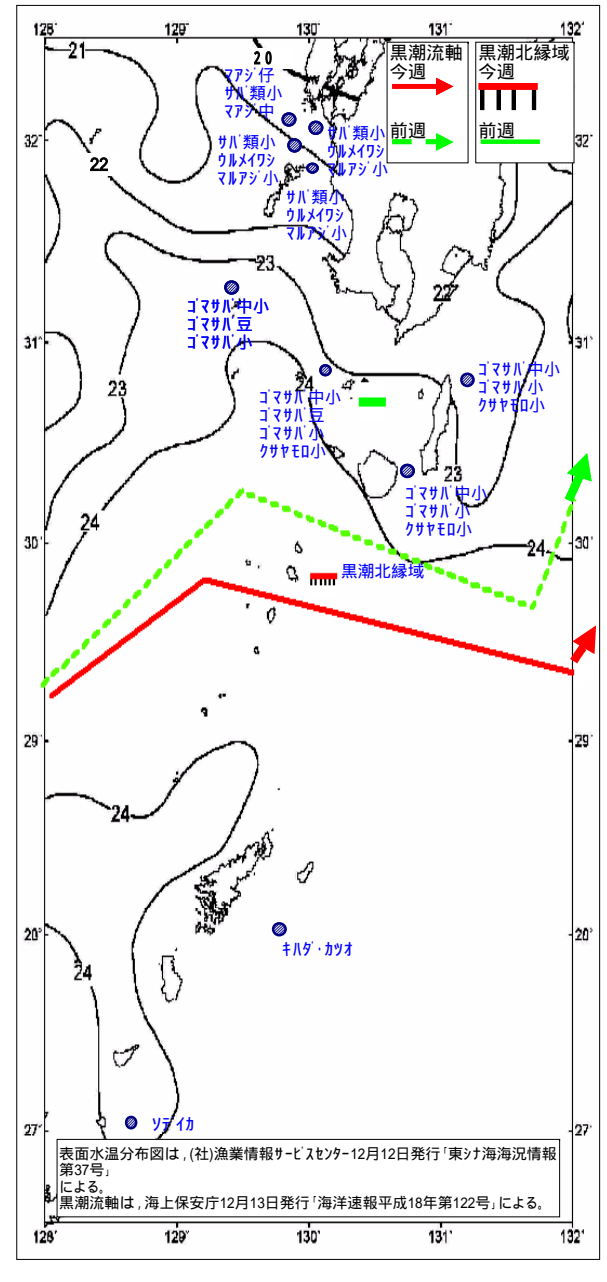 128゜
129゜
130゜
131゜
132゜
21
20
黒潮流軸
今週
前週
黒潮北縁域
今週
前週
マアジ仔
サバ類小
マアジ中
サバ類小
ウルメイワシ
マルアジ小
サバ類小
ウルメイワシ
マルアジ小
サバ類小
ウルメイワシ
マルアジ小
32゜
32゜
22
23
22
ゴマサバ中小
ゴマサバ豆
ゴマサバ小
31゜
31゜
23
24
ゴマサバ中小
ゴマサバ豆
ゴマサバ小
クサヤモロ小
ゴマサバ中小
ゴマサバ小
クサヤモロ小
23
ゴマサバ中小
ゴマサバ小
クサヤモロ小
24
30゜
24
30゜
黒潮北縁域
29゜
29゜
24
28゜
28゜
キハダ・カツオ
24
ソデイカ
27゜
27゜
表面水温分布図は，(社)漁業情報サービスセンター12月12日発行「東シナ海海況情報
第37号」
による。
黒潮流軸は，海上保安庁12月13日発行「海洋速報平成18年第122号」による。
128゜
129゜
130゜
131゜
132゜